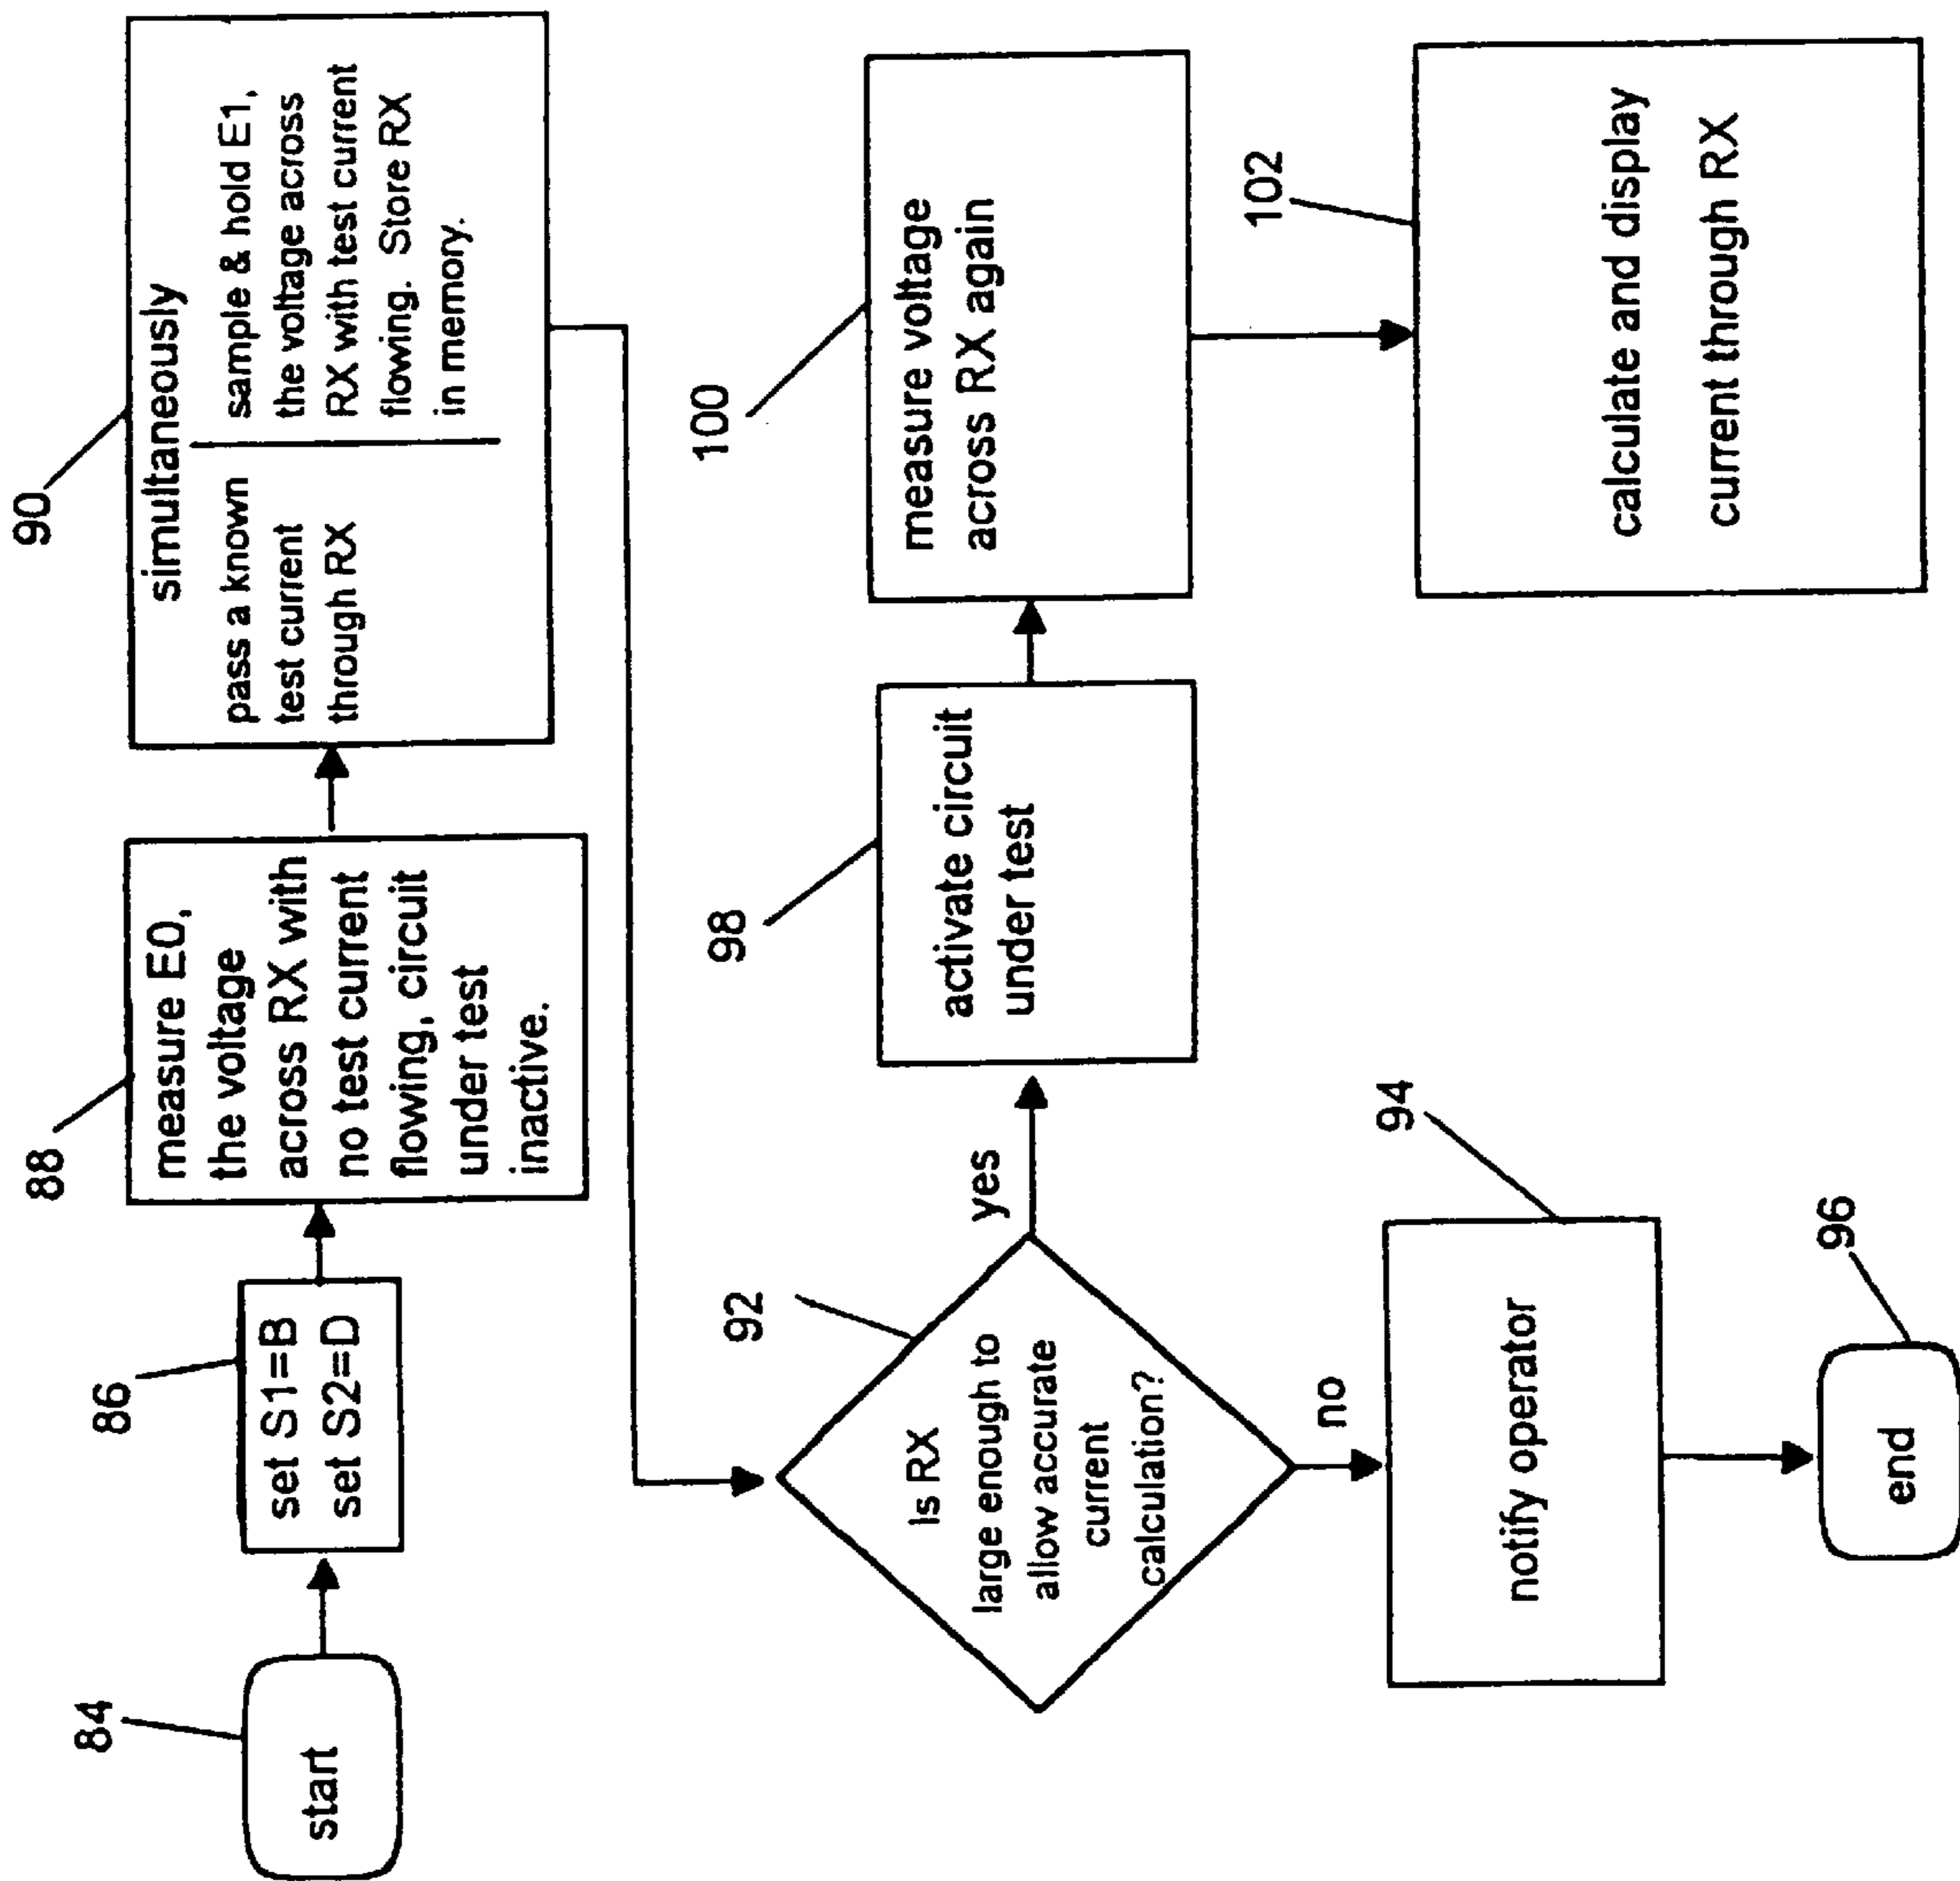 84
start
86
set S1=B
set S2=D
88
measure E0,
the voltage
across RX with
no test current
flowing, circuit
under test
inactive.
90
simultaneously
pass a known
test current
through RX
sample & hold E1,
the voltage across
RX with test current
flowing. Store RX
in memory.
92
Is RX
large enough to
allow accurate
current
calculation?
yes
no
94
notify operator
96
end
98
activate circuit
under test
100
measure voltage
across RX again
102
calculate and display
current through RX